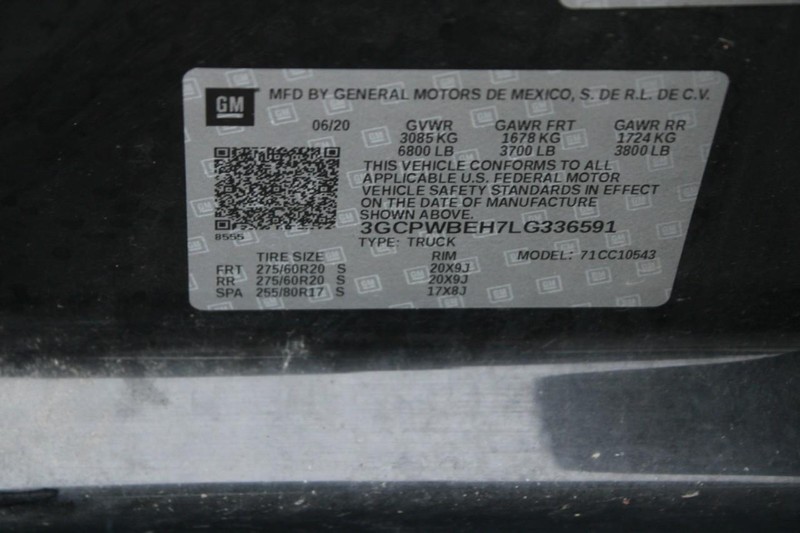 GM MFD BY GENERAL MOTORS DE MEXICO, S. DE R.L. DE C.V.
06/20 GVWR GAWR FRT GAWR RR
3085 KG 1678 KG 1724 KG
6800 LB 3700 LB 3800 LB
THIS VEHICLE CONFORMS TO ALL
APPLICABLE U.S. FEDERAL MOTOR
VEHICLE SAFETY STANDARDS IN EFFECT
ON THE DATE OF MANUFACTURE
SHOWN ABOVE.
3GCPWBEH7LG336591
8555
TYPE: TRUCK
TIRE SIZE RIM MODEL: 71CC10543
FRT 275/60R20 S 20X9J
RR 275/60R20 S 20X9J
SPA 255/80R17 S 17X8J